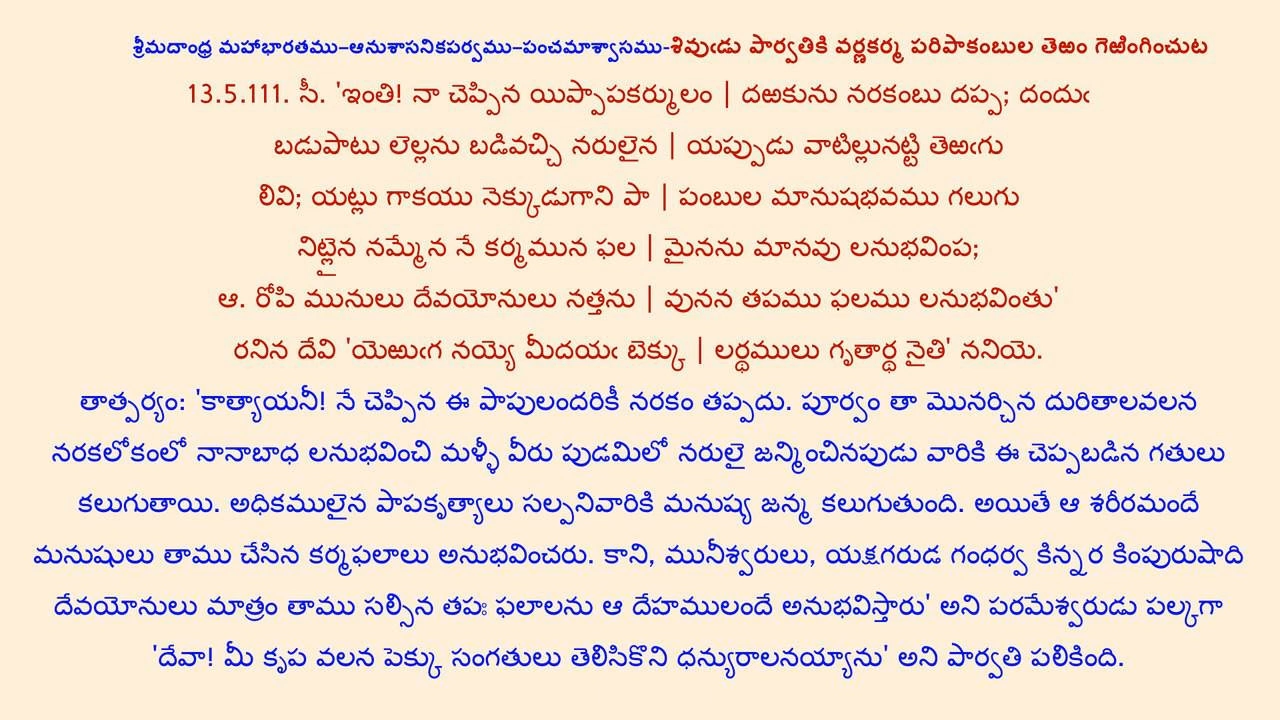 శ్రీమదాంధ్ర మహాభారతము–ఆనుశాసనికపర్వము–పంచమాశ్వాసము-శివుఁడు పార్వతికి వర్ణకర్మ పరిపాకంబుల తెఱం గెఱింగించుట
13.5.111. సీ. 'ఇంతి! నా చెప్పిన యిప్పాపకర్ములం | దఱకును నరకంబు దప్ప; దందుఁ
బడుపాటు లెల్లను బడివచ్చి నరులైన | యప్పుడు వాటిల్లునట్టి తెఱఁగు
లివి; యట్లు గాకయు నెక్కుడుగాని పా | పంబుల మానుషభవము గలుగు
నిట్లైన నమ్మేన నే కర్మమున ఫల | మైనను మానవు లనుభవింప;
ఆ. రోపి మునులు దేవయోనులు నత్తను | వునన తపము ఫలము లనుభవింతు'
రనిన దేవి 'యెఱుఁగ నయ్యె మీదయఁ బెక్కు | లర్థములు గృతార్థ నైతి' ననియె.
తాత్పర్యం: 'కాత్యాయనీ! నే చెప్పిన ఈ పాపులందరికీ నరకం తప్పదు. పూర్వం తా మొనర్చిన దురితాలవలన
నరకలోకంలో నానాబాధ లనుభవించి మళ్ళీ వీరు పుడమిలో నరులై జన్మించినపుడు వారికి ఈ చెప్పబడిన గతులు
కలుగుతాయి. అధికములైన పాపకృత్యాలు సల్పనివారికి మనుష్య జన్మ కలుగుతుంది. అయితే ఆ శరీరమందే
మనుషులు తాము చేసిన కర్మఫలాలు అనుభవించరు. కాని, మునీశ్వరులు, యక్షగరుడ గంధర్వ కిన్నర కింపురుషాది
దేవయోనులు మాత్రం తాము సల్సిన తపః ఫలాలను ఆ దేహములందే అనుభవిస్తారు' అని పరమేశ్వరుడు పల్కగా
'దేవా! మీ కృప వలన పెక్కు సంగతులు తెలిసికొని ధన్యురాలనయ్యాను' అని పార్వతి పలికింది.